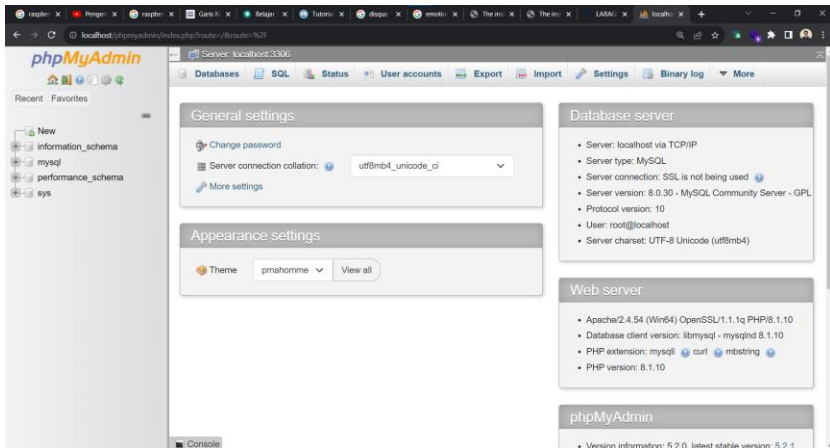 raspber
Penger
raspber
Garis K
Belajar
Tutoria
disqus
emotic
The ins
The ins
LARAG
localho
localhost/phpmyadmin/index.php?route=/&route=%2F
phpMyAdmin
Recent Favorites
New
information_schema
mysql
performance_schema
sys
Server: localhost:3306
Databases SQL Status User accounts Export Import Settings Binary log More
General settings
Change password
Server connection collation: utf8mb4_unicode_ci
More settings
Appearance settings
Theme pmahomme View all
Database server
Server: localhost via TCP/IP
Server type: MySQL
Server connection: SSL is not being used
Server version: 8.0.30 - MySQL Community Server - GPL
Protocol version: 10
User: root@localhost
Server charset: UTF-8 Unicode (utf8mb4)
Web server
Apache/2.4.54 (Win64) OpenSSL/1.1.1q PHP/8.1.10
Database client version: libmysql - mysqlnd 8.1.10
PHP extension: mysqli curl mbstring
PHP version: 8.1.10
phpMyAdmin
Version information: 5.2.0, latest stable version: 5.2.1
Console